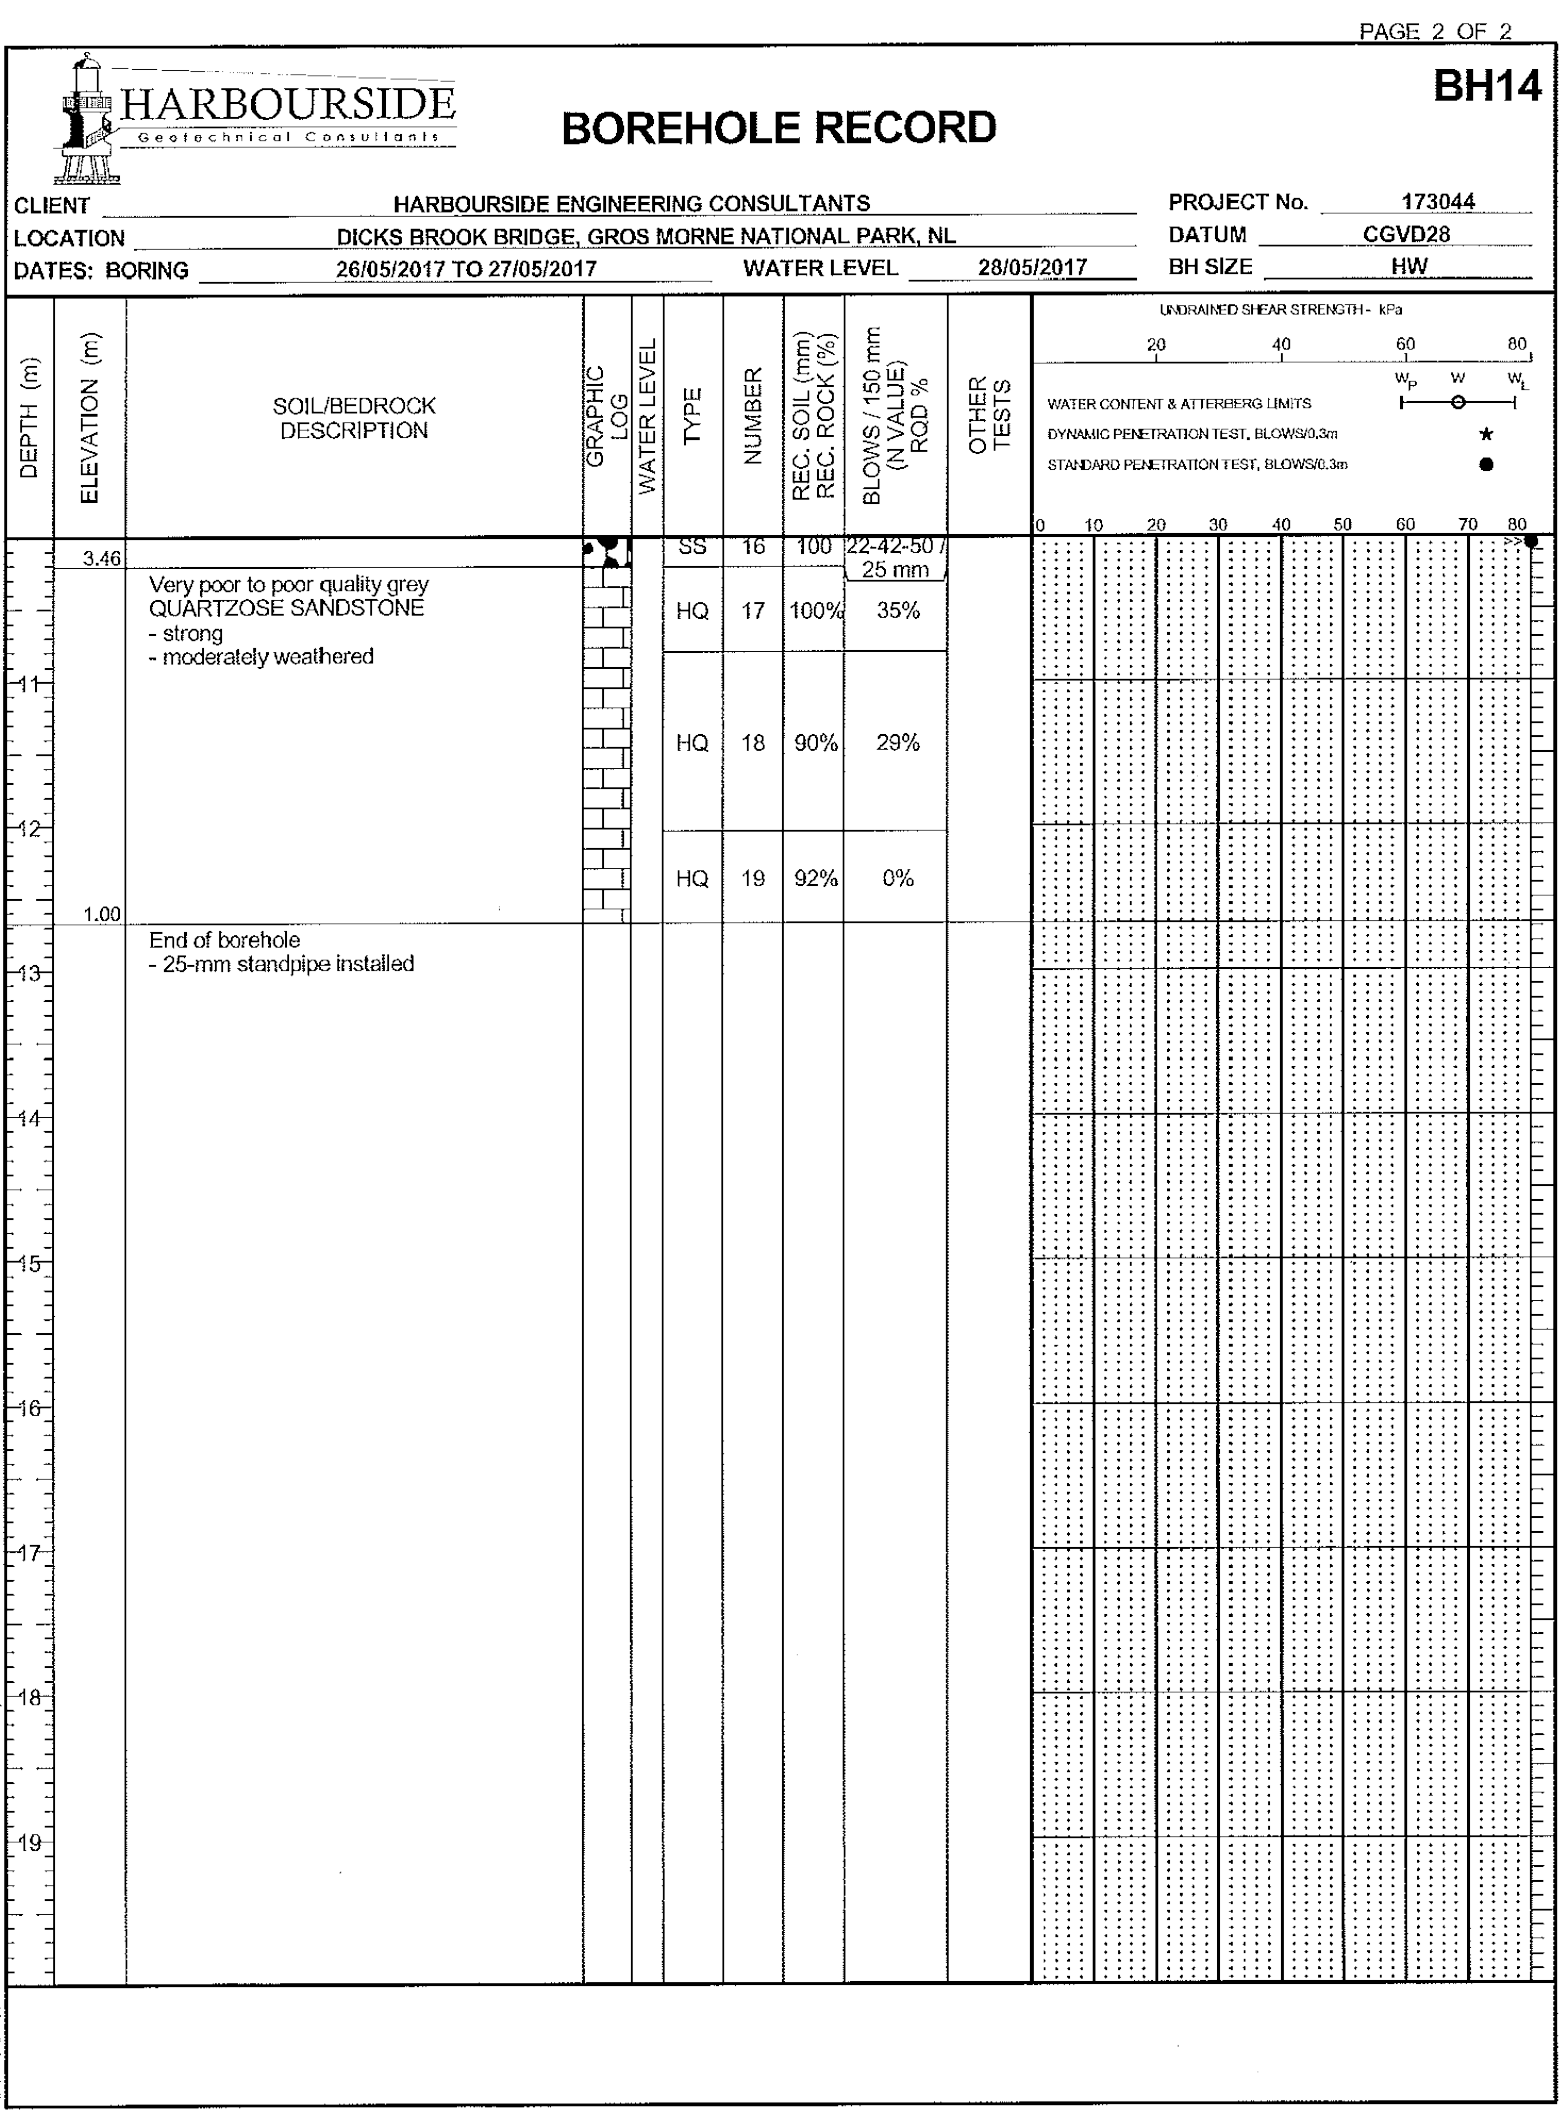 PAGE 2 OF 2
BH14
HARBOURSIDE
Geotechnical Consultants
BOREHOLE RECORD
CLIENT HARBOURSIDE ENGINEERING CONSULTANTS PROJECT No. 173044
LOCATION DICKS BROOK BRIDGE, GROS MORNE NATIONAL PARK, NL DATUM CGVD28
DATES: BORING 26/05/2017 TO 27/05/2017 WATER LEVEL 28/05/2017 BH SIZE HW
DEPTH (m)
ELEVATION (m)
SOIL/BEDROCK
DESCRIPTION
GRAPHIC
LOG
WATER LEVEL
TYPE
NUMBER
REC. SOIL (mm)
REC. ROCK (%)
BLOWS / 150 mm
(N VALUE)
RQD %
OTHER
TESTS
UNDRAINED SHEAR STRENGTH - kPa
20 40 60 80
WP W WL
WATER CONTENT & ATTERBERG LIMITS
DYNAMIC PENETRATION TEST, BLOWS/0.3m ★
STANDARD PENETRATION TEST, BLOWS/0.3m ●
0 10 20 30 40 50 60 70 80
3.46
SS 16 100 22-42-50 /
25 mm
>>●
Very poor to poor quality grey
QUARTZOSE SANDSTONE
- strong
- moderately weathered
HQ 17 100% 35%
11
HQ 18 90% 29%
12
HQ 19 92% 0%
1.00
End of borehole
- 25-mm standpipe installed
13
14
15
16
17
18
19